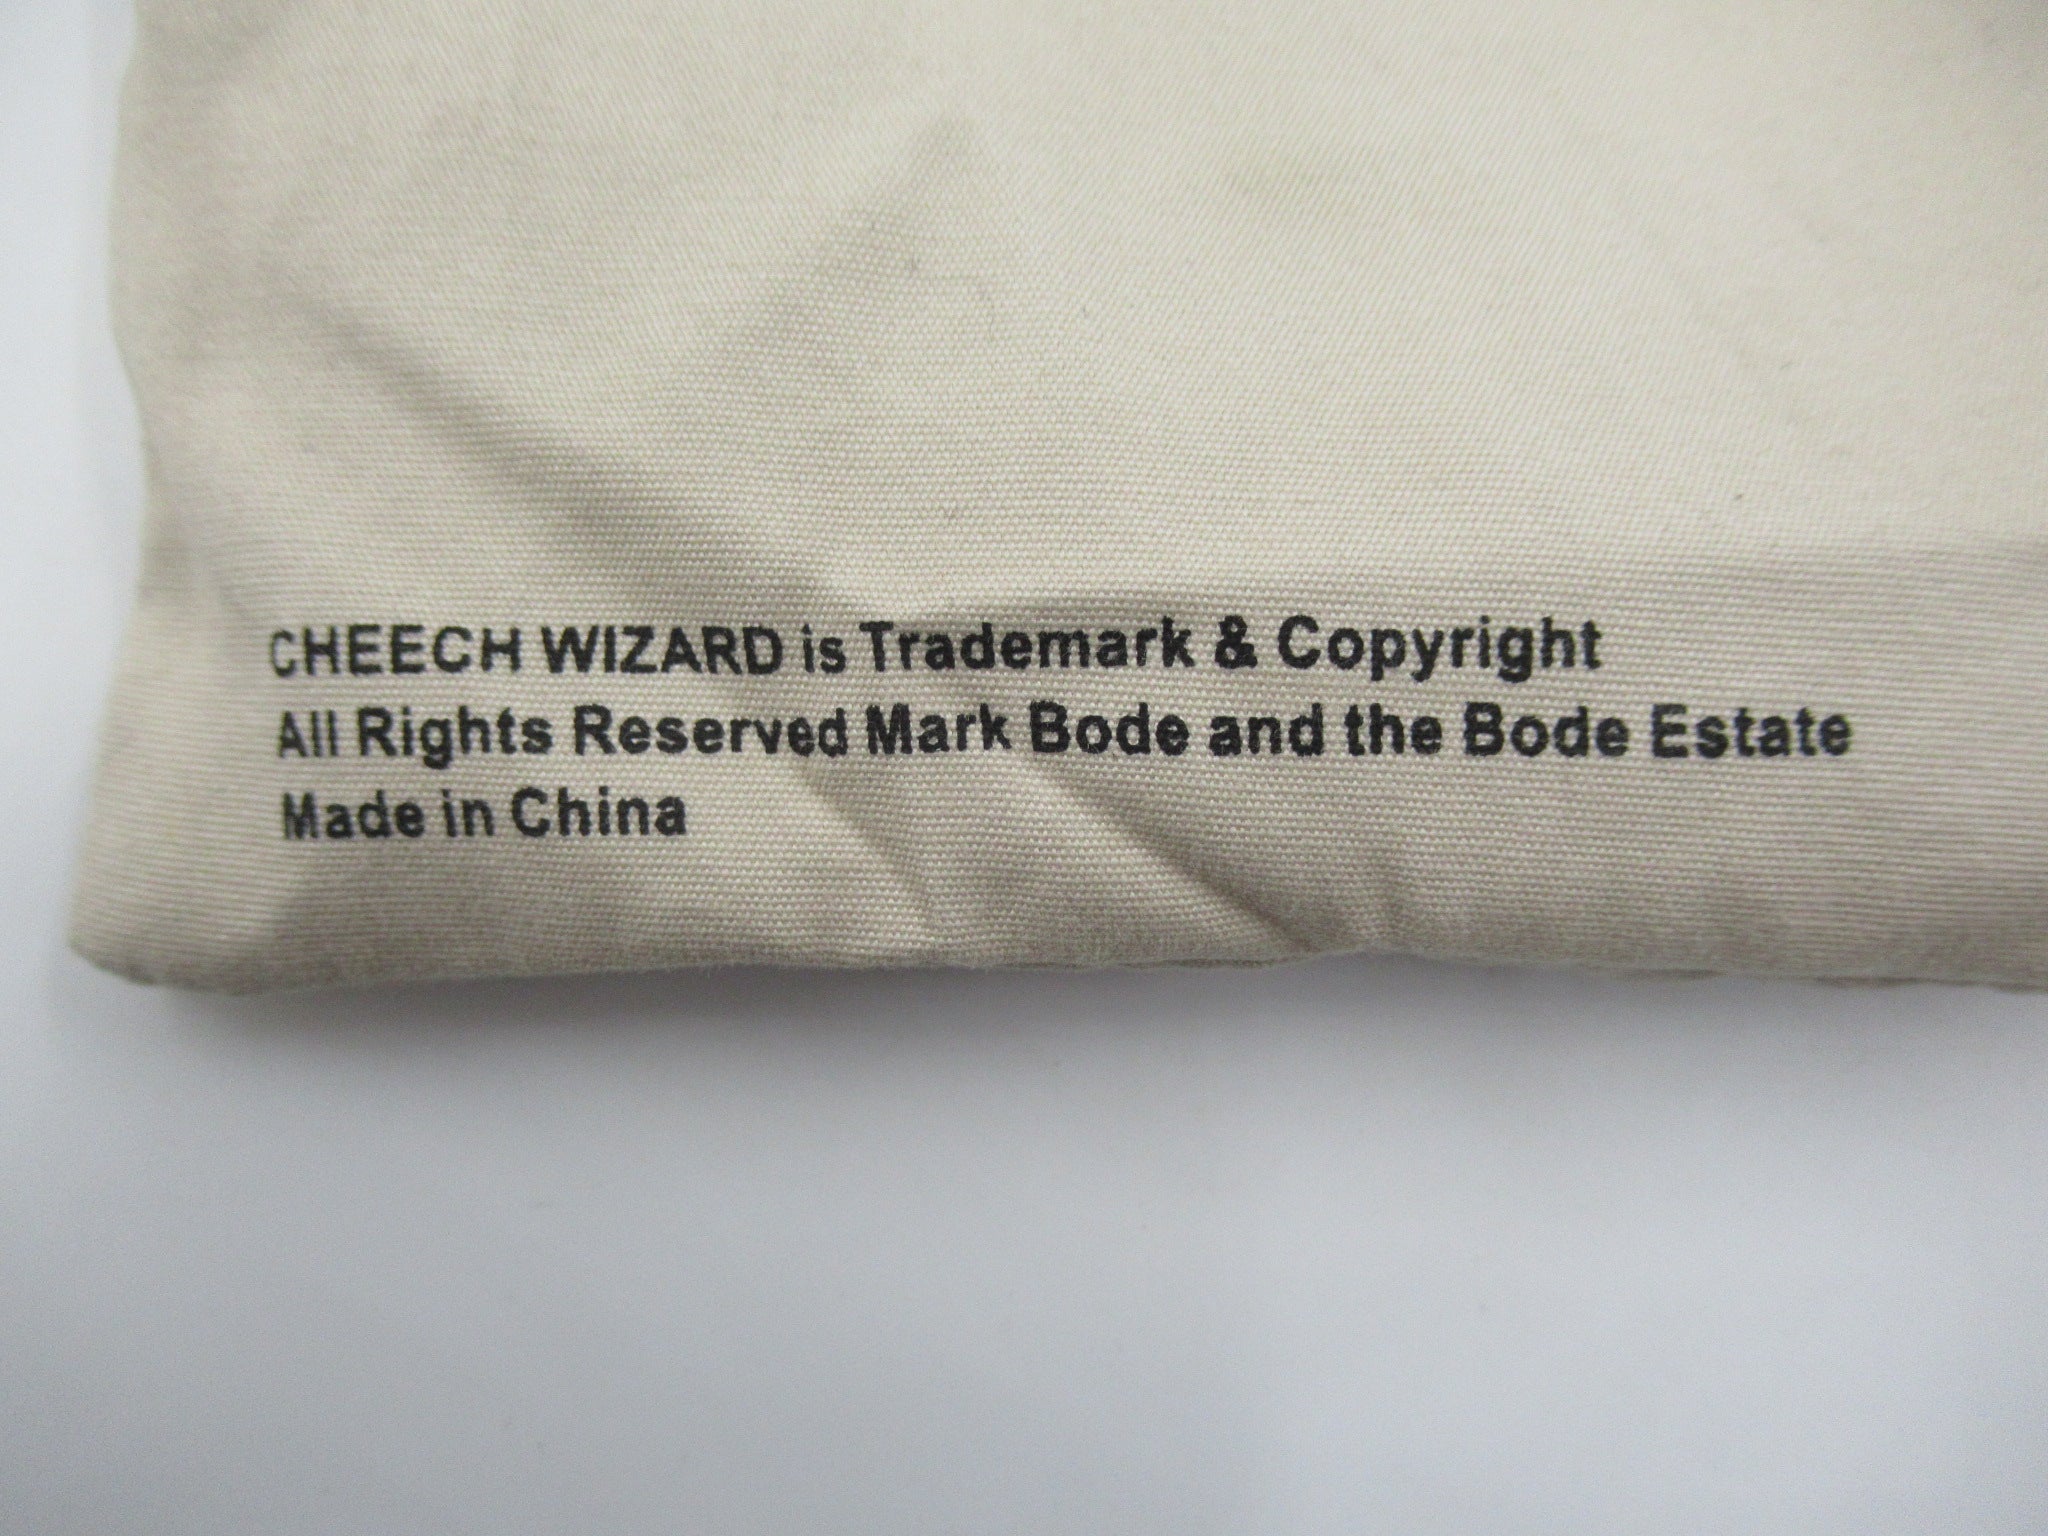 CHEECH WIZARD is Trademark & Copyright
All Rights Reserved Mark Bode and the Bode Estate
Made in China